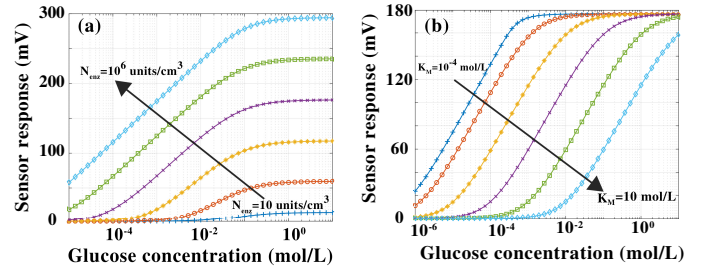 (a)
Sensor response (mV)
300
200
100
0
N_enz=10^6 units/cm^3
N_enz=10 units/cm^3
10^-4
10^-2
10^0
Glucose concentration (mol/L)
(b)
Sensor response (mV)
180
120
60
0
K_M=10^-4 mol/L
K_M=10 mol/L
10^-6
10^-4
10^-2
10^0
Glucose concentration (mol/L)